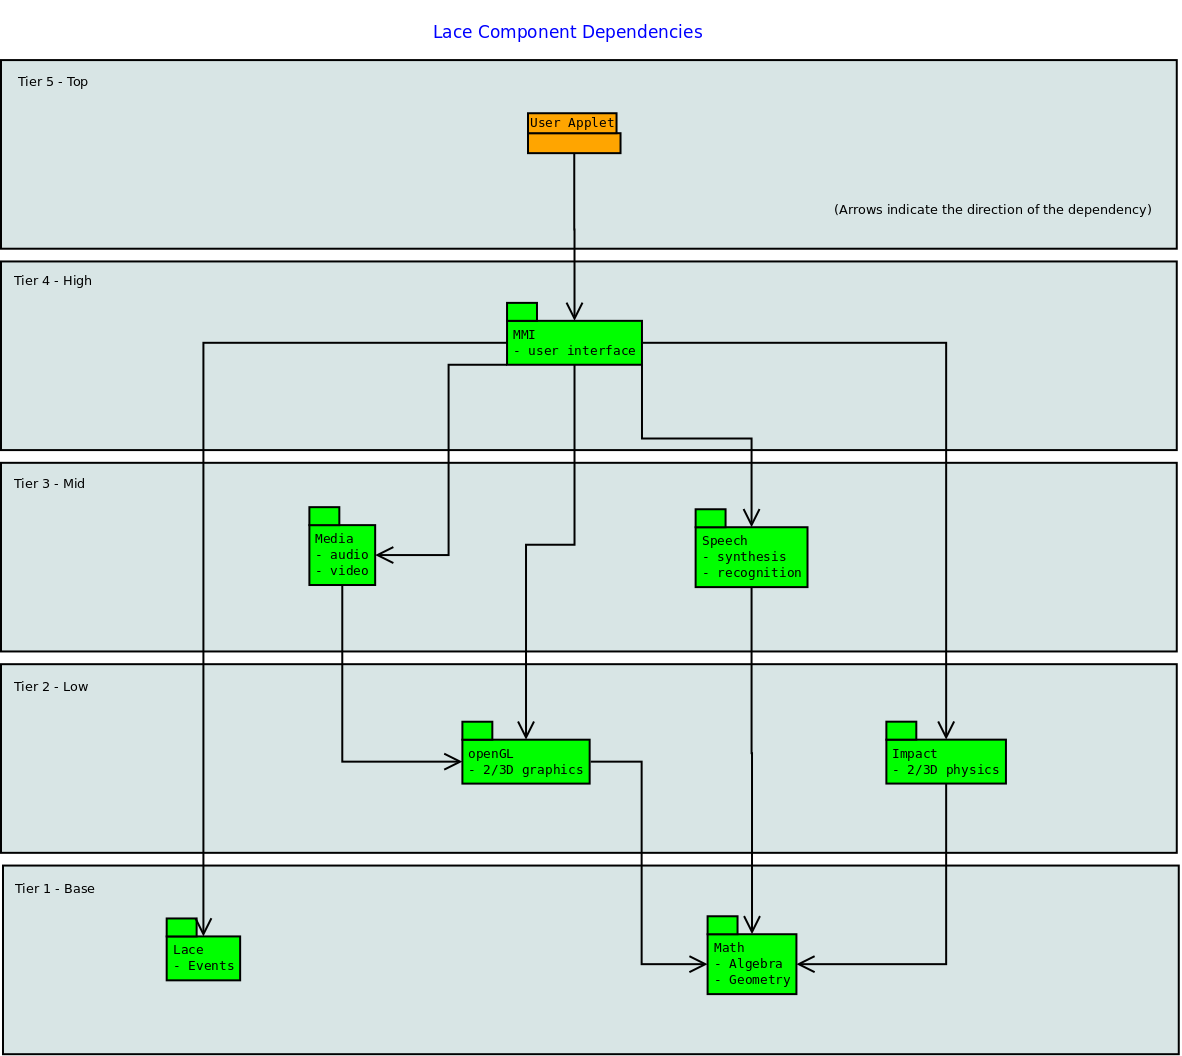 Lace Component Dependencies
Tier 5 - Top
User Applet
(Arrows indicate the direction of the dependency)
Tier 4 - High
MMI
- user interface
Tier 3 - Mid
Media
- audio
- video
Speech
- synthesis
- recognition
Tier 2 - Low
openGL
- 2/3D graphics
Impact
- 2/3D physics
Tier 1 - Base
Lace
- Events
Math
- Algebra
- Geometry